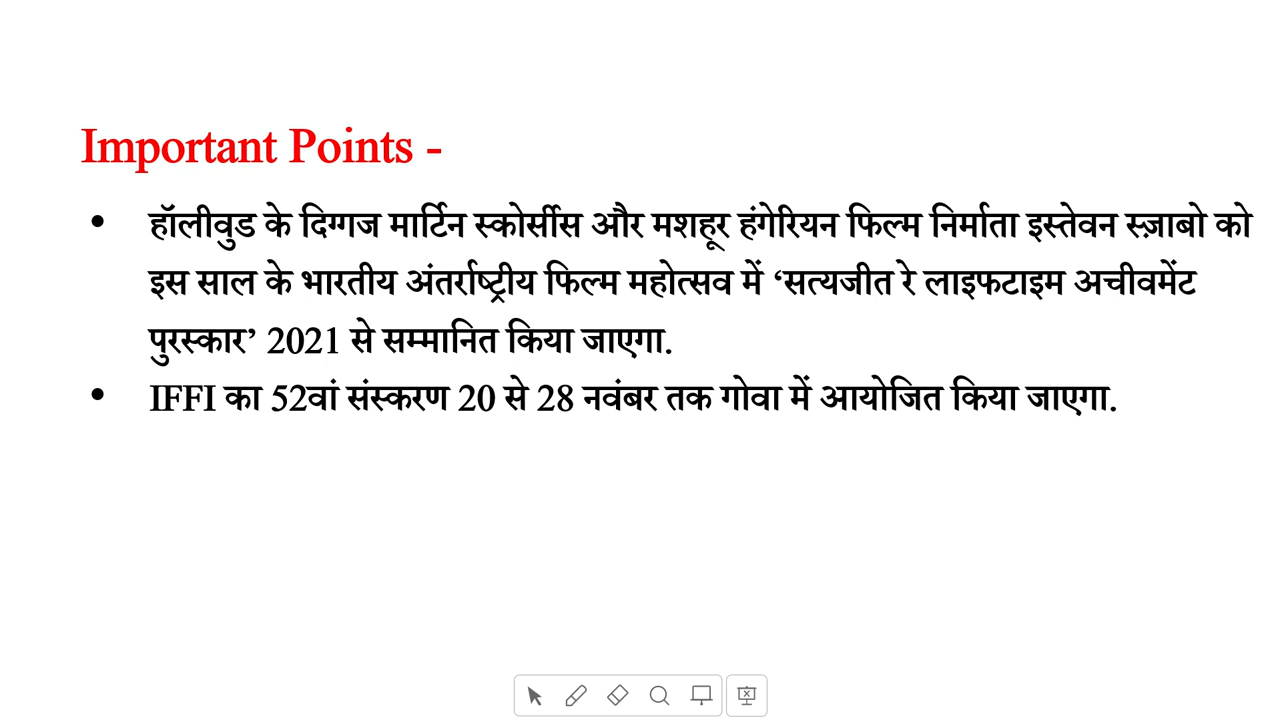 Important Points -
• हॉलीवुड के दिग्गज मार्टिन स्कोर्सीस और मशहूर हंगेरियन फिल्म निर्माता इस्तेवन स्ज़ाबो को
इस साल के भारतीय अंतर्राष्ट्रीय फिल्म महोत्सव में ‘सत्यजीत रे लाइफटाइम अचीवमेंट
पुरस्कार’ 2021 से सम्मानित किया जाएगा.
• IFFI का 52वां संस्करण 20 से 28 नवंबर तक गोवा में आयोजित किया जाएगा.